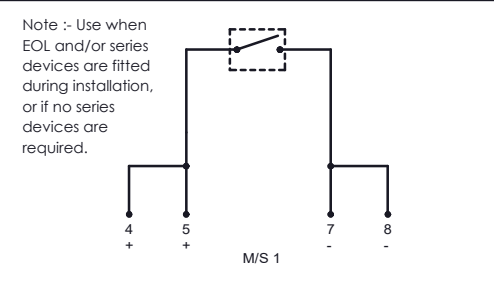 Note :- Use when
EOL and/or series
devices are fitted
during installation,
or if no series
devices are
required.
4 5 7 8
+ + - -
M/S 1